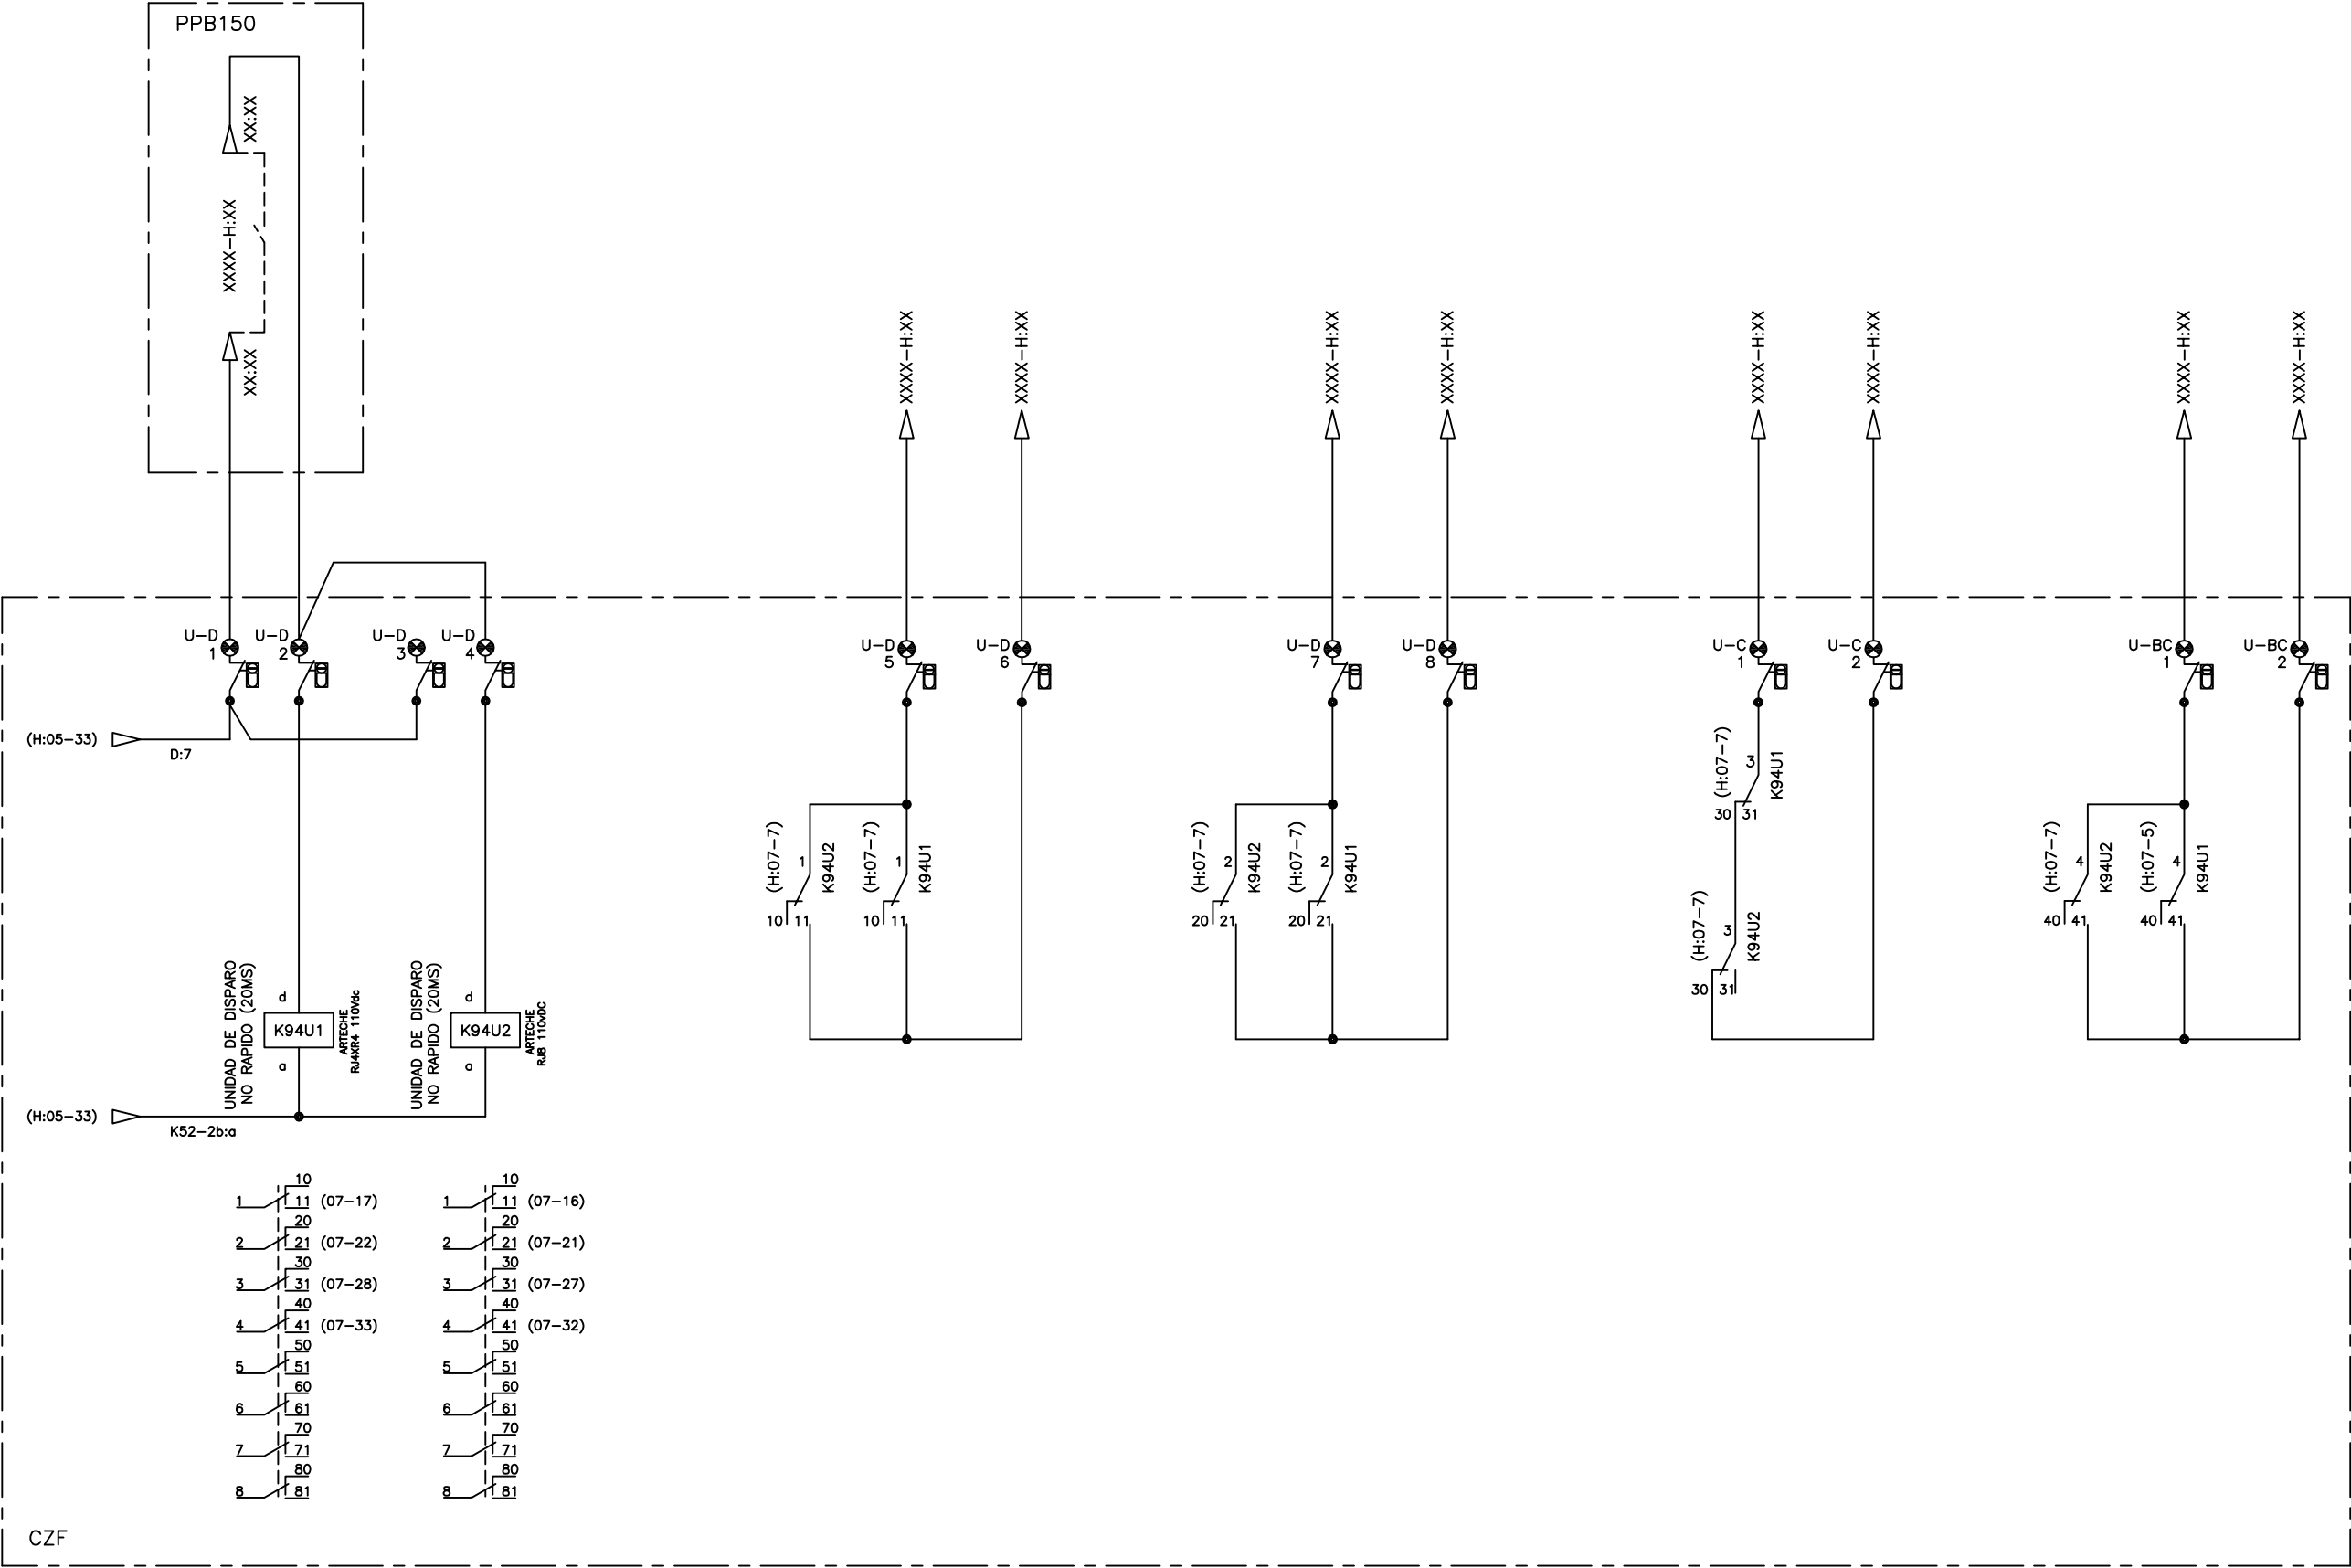 PPB150
XX:XX
XXXX-H:XX
XX:XX
XXXX-H:XX
XXXX-H:XX
XXXX-H:XX
XXXX-H:XX
XXXX-H:XX
XXXX-H:XX
XXXX-H:XX
XXXX-H:XX
U-D
1
U-D
2
U-D
3
U-D
4
U-D
5
U-D
6
U-D
7
U-D
8
U-C
1
U-C
2
U-BC
1
U-BC
2
(H:05-33)
D:7
(H:07-7)
3
K94U1
30 31
(H:07-7)
1
K94U2
10 11
(H:07-7)
1
K94U1
10 11
(H:07-7)
2
K94U2
20 21
(H:07-7)
2
K94U1
20 21
(H:07-7)
3
K94U2
30 31
(H:07-7)
4
K94U2
40 41
(H:07-5)
4
K94U1
40 41
UNIDAD DE DISPARO
NO RAPIDO (20MS)
d
K94U1
a
ARTECHE
RJ4XR4 110Vdc
UNIDAD DE DISPARO
NO RAPIDO (20MS)
d
K94U2
a
ARTECHE
RJ8 110vDC
(H:05-33)
K52-2b:a
10
1 11 (07-17)
20
2 21 (07-22)
30
3 31 (07-28)
40
4 41 (07-33)
50
5 51
60
6 61
70
7 71
80
8 81
10
1 11 (07-16)
20
2 21 (07-21)
30
3 31 (07-27)
40
4 41 (07-32)
50
5 51
60
6 61
70
7 71
80
8 81
CZF